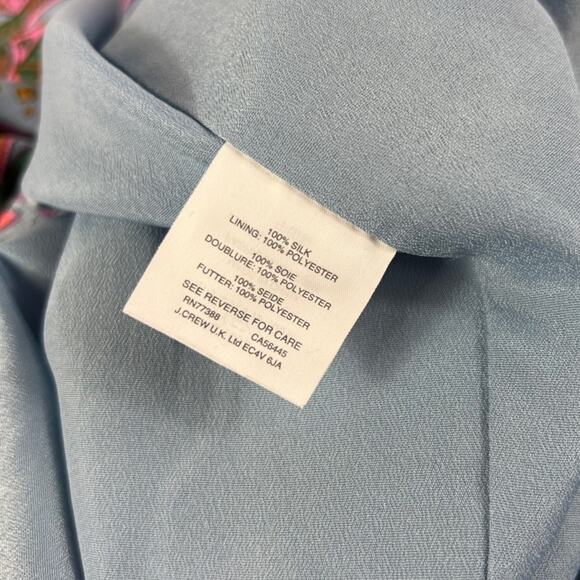 100% SILK
LINING: 100% POLYESTER
100% SOIE
DOUBLURE: 100% POLYESTER
100% SEIDE
FUTTER: 100% POLYESTER
SEE REVERSE FOR CARE
RN77388 CA56445
J.CREW U.K. Ltd EC4V 6JA